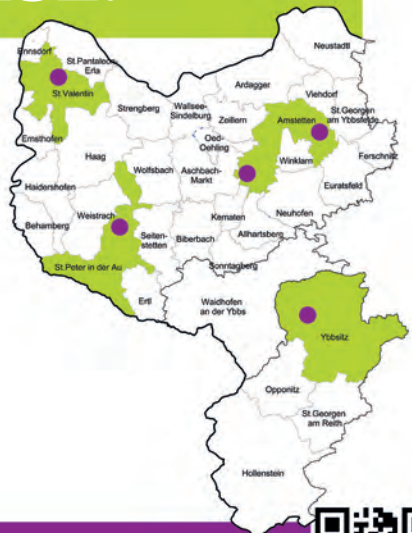 Neustadtl
Ennsdorf
St.Pantaleon-
Erla
St.Valentin
Ardagger
Viehdorf
Strengberg
Wallsee-
Sindelburg
Zeillern
Amstetten
St.Georgen
am Ybbsfelde
Oed-
Oehling
Ernsthofen
Ferschnitz
Haag
Winklarn
Wolfsbach
Aschbach-
Markt
Haidershofen
Euratsfeld
Weistrach
Kematen
Neuhofen
Behamberg
Seiten-
stetten
Biberbach
Allhartsberg
St.Peter in der Au
Sonntagberg
Ertl
Waidhofen
an der Ybbs
Ybbsitz
Opponitz
St.Georgen
am Reith
Hollenstein